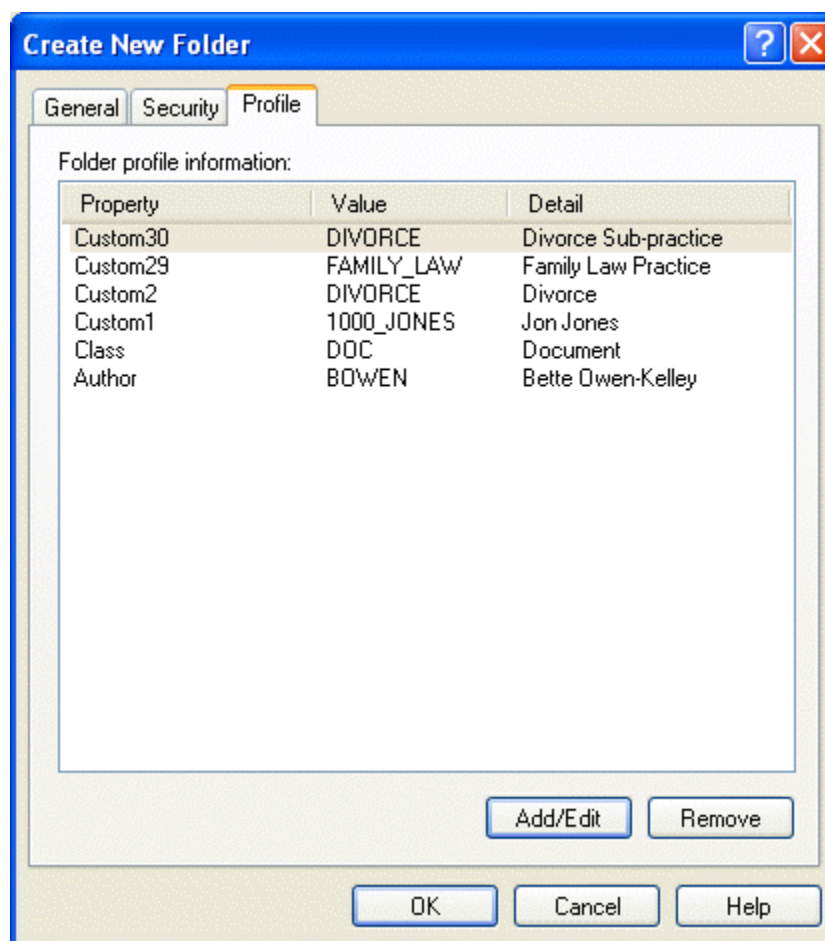 Create New Folder
General Security Profile
Folder profile information:
Property Value Detail
Custom30 DIVORCE Divorce Sub-practice
Custom29 FAMILY_LAW Family Law Practice
Custom2 DIVORCE Divorce
Custom1 1000_JONES Jon Jones
Class DOC Document
Author BOWEN Bette Owen-Kelley
Add/Edit Remove
OK Cancel Help